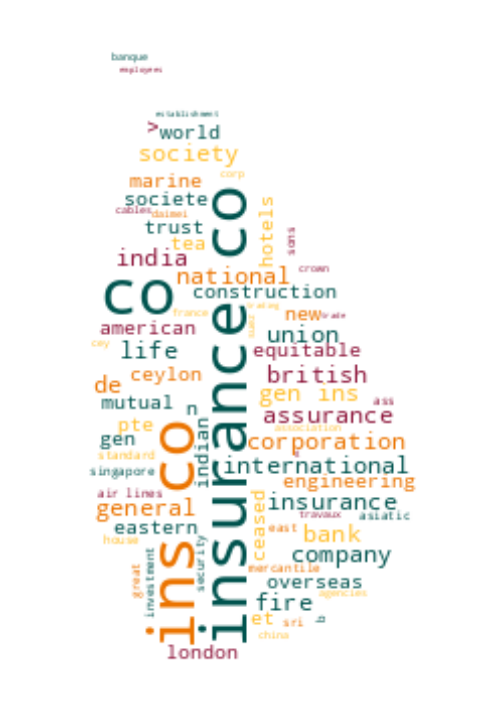 banque
employees
establishment
>
world
society
corp
marine
societe
cables
daimei
hotels
trust
sons
tea
india
crown
national
co
co
construction
trading
france
new
trade
american
union
cey
life
equitable
ceylon
british
de
gen ins
mutual
n
ass
pte
assurance
association
gen
indian
corporation
standard
singapore
international
engineering
air lines
insurance
general
travaux
asiatic
eastern
ceased
east
bank
house
security
company
great
investment
mercantile
overseas
agencies
fire
ins co
insurance co
et
sri
china
london